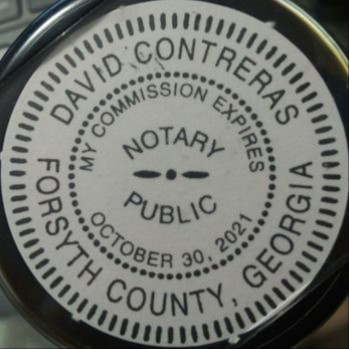 DAVID CONTRERAS
MY COMMISSION EXPIRES
NOTARY
PUBLIC
OCTOBER 30, 2021
FORSYTH COUNTY, GEORGIA